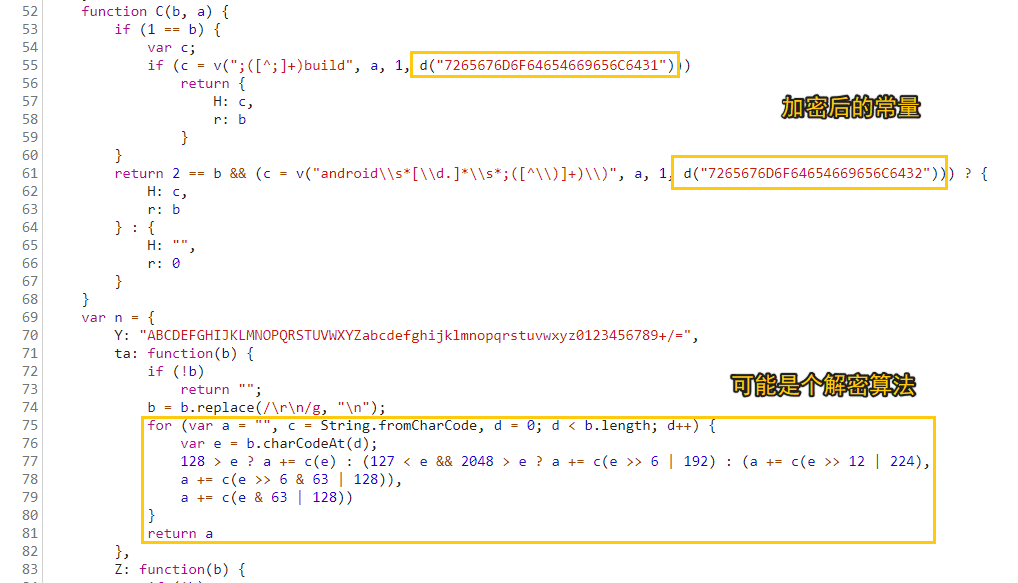 52 function C(b, a) {
53 if (1 == b) {
54 var c;
55 if (c = v(";([^;]+)build", a, 1, d("7265676D6F64654669656C6431")))
56 return {
57 H: c,
加密后的常量
58 r: b
59 }
60 }
61 return 2 == b && (c = v("android\\s*[\\d.]*\\s*;([^\\)]+)\\)", a, 1, d("7265676D6F64654669656C6432"))) ? {
62 H: c,
63 r: b
64 } : {
65 H: "",
66 r: 0
67 }
68 }
69 var n = {
70 Y: "ABCDEFGHIJKLMNOPQRSTUVWXYZabcdefghijklmnopqrstuvwxyz0123456789+/=",
71 ta: function(b) {
72 if (!b)
73 return "";
可能是个解密算法
74 b = b.replace(/\r\n/g, "\n");
75 for (var a = "", c = String.fromCharCode, d = 0; d < b.length; d++) {
76 var e = b.charCodeAt(d);
77 128 > e ? a += c(e) : (127 < e && 2048 > e ? a += c(e >> 6 | 192) : (a += c(e >> 12 | 224),
78 a += c(e >> 6 & 63 | 128)),
79 a += c(e & 63 | 128))
80 }
81 return a
82 },
83 Z: function(b) {